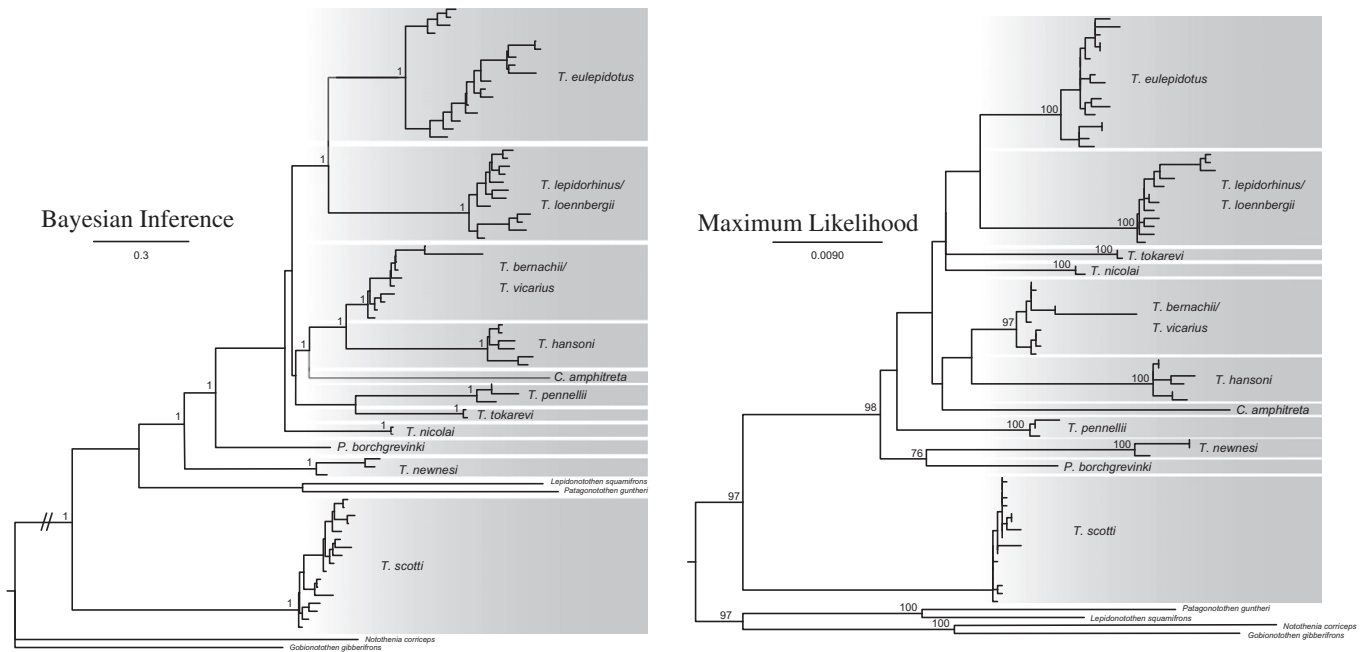 1
T. eulepidotus
1
T. lepidorhinus/
T. loennbergii
Bayesian Inference
0.3
T. bernachii/
T. vicarius
1
1
T. hansoni
1
1
C. amphitreta
T. pennellii
1
T. tokarevi
1
T. nicolai
1
1
P. borchgrevinki
1
T. newnesi
1
Lepidonotothen squamifrons
Patagonotothen guntheri
1
T. scotti
1
Notothenia corriceps
Gobionotothen gibberifrons
T. eulepidotus
100
T. lepidorhinus/
T. loennbergii
100
Maximum Likelihood
0.0090
100
T. tokarevi
100
T. nicolai
T. bernachii/
T. vicarius
97
T. hansoni
100
C. amphitreta
98
T. pennellii
100
T. newnesi
100
76
P. borchgrevinki
97
T. scotti
Patagonotothen guntheri
100
Lepidonotothen squamifrons
97
Notothenia corriceps
100
Gobionotothen gibberifrons